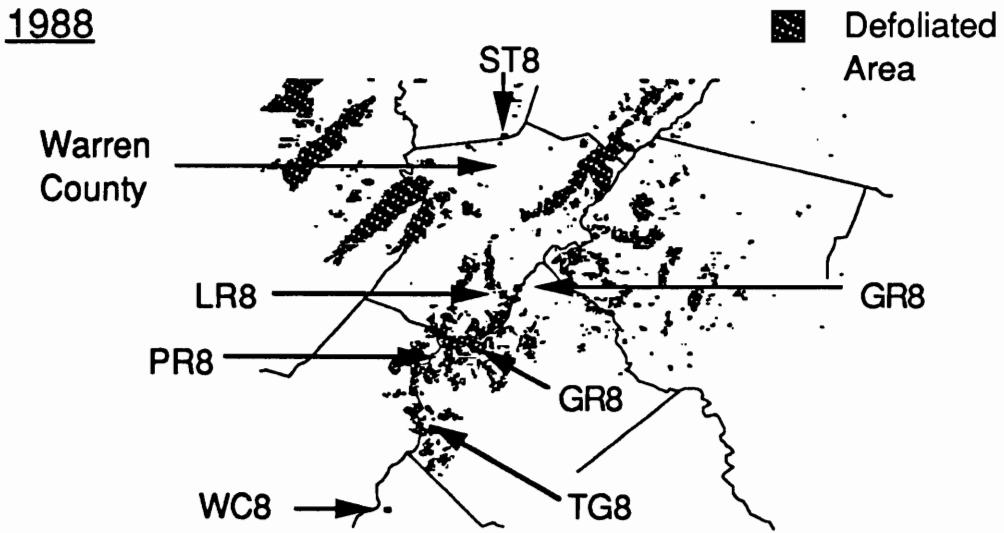 1988
Defoliated
Area
ST8
Warren
County
LR8
GR8
PR8
GR8
WC8
TG8